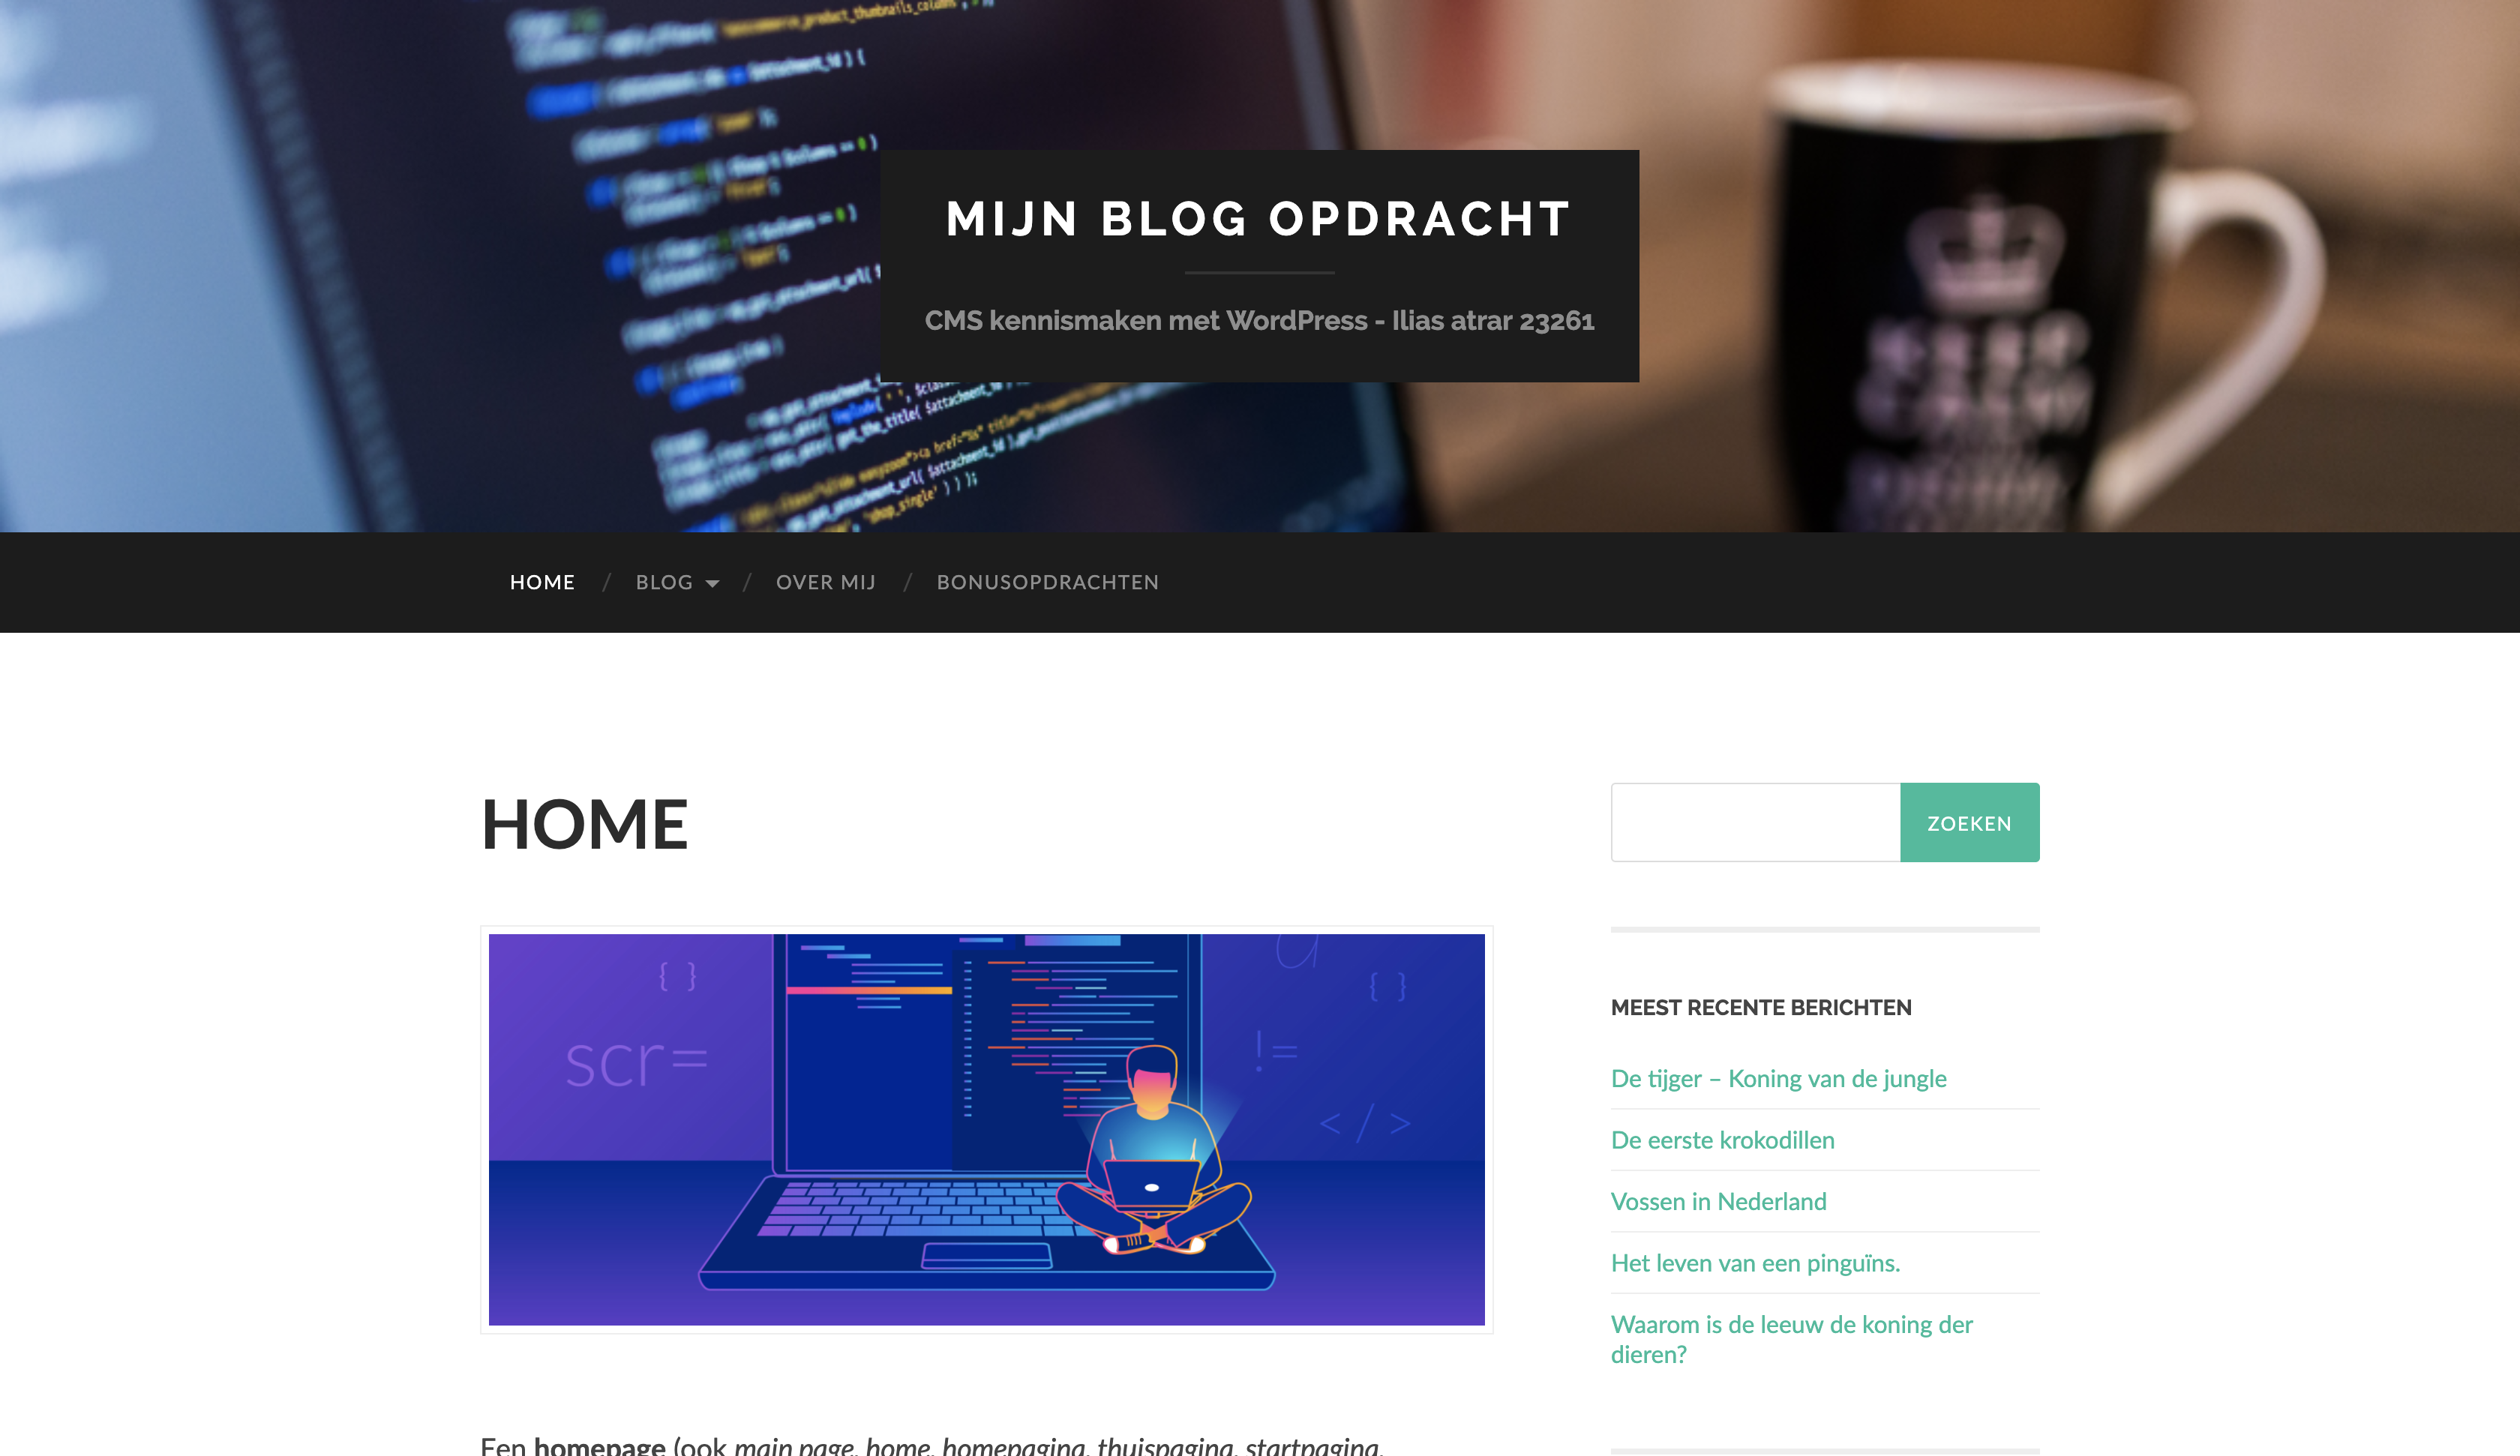 MIJN BLOG OPDRACHT
CMS kennismaken met WordPress - Ilias atrar 23261
HOME / BLOG / OVER MIJ / BONUSOPDRACHTEN
HOME
ZOEKEN
{ }
{ }
scr=
!=
< / >
MEEST RECENTE BERICHTEN
De tijger – Koning van de jungle
De eerste krokodillen
Vossen in Nederland
Het leven van een pinguïns.
Waarom is de leeuw de koning der
dieren?
Een homepage (ook main page, home, homepagina, thuispagina, startpagina,